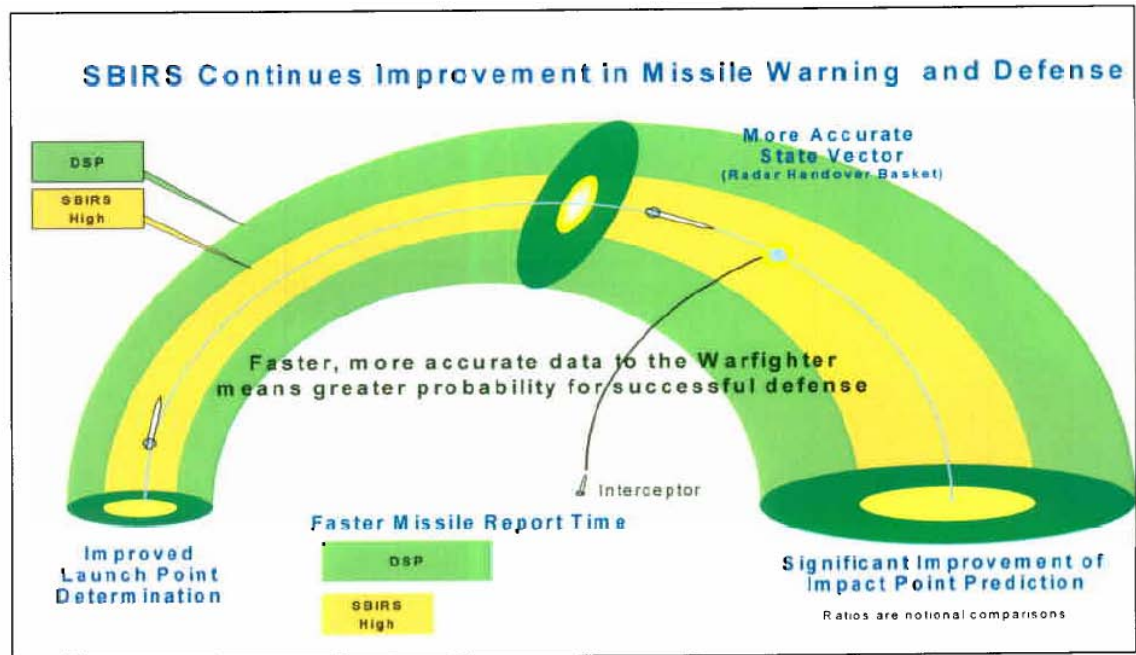 SBIRS Continues Improvement in Missile Warning and Defense
DSP
SBIRS
High
More Accurate
State Vector
(Radar Handover Basket)
Faster, more accurate data to the Warfighter
means greater probability for successful defense
Interceptor
Faster Missile Report Time
DSP
SBIRS
High
Improved
Launch Point
Determination
Significant Improvement of
Impact Point Prediction
Ratios are notional comparisons